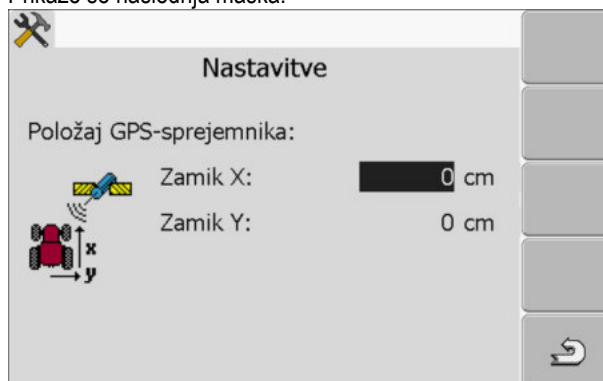 Prikaže se naslednja maska:
Nastavitve
Položaj GPS-sprejemnika:
Zamik X: 0 cm
Zamik Y: 0 cm
x
y